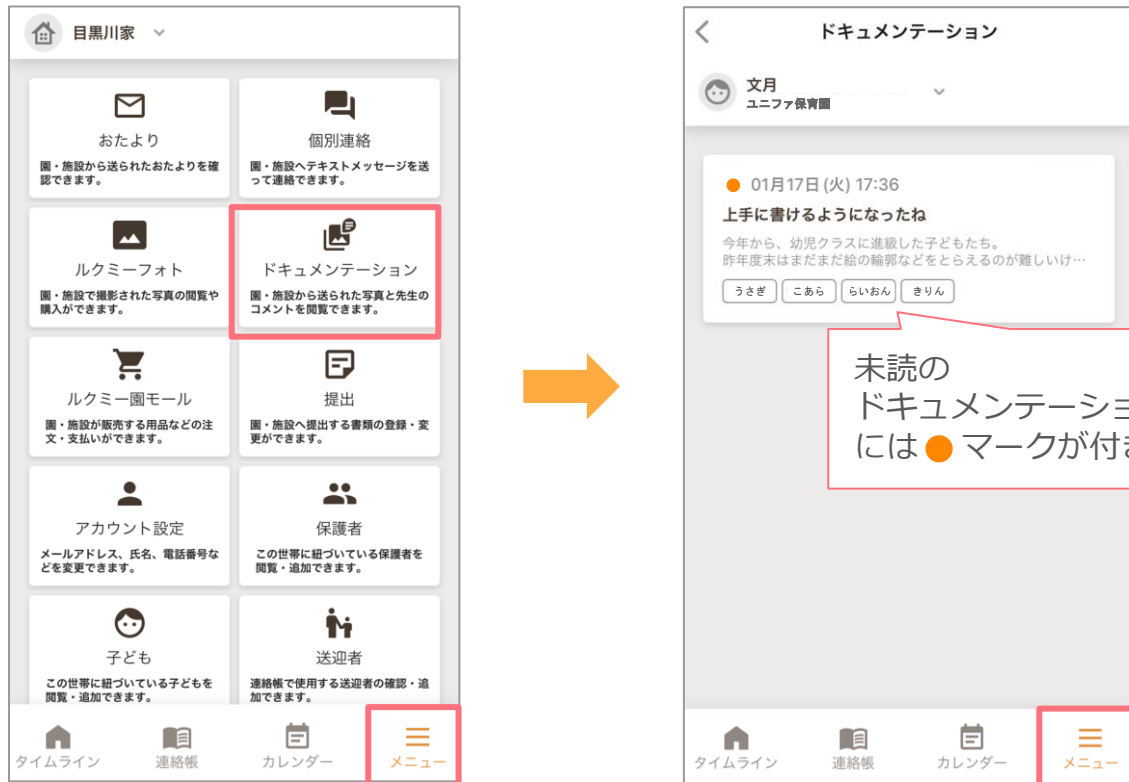 目黒川家
おたより
園・施設から送られたおたよりを確
認できます。
個別連絡
園・施設へテキストメッセージを送
って連絡できます。
ルクミーフォト
園・施設で撮影された写真の閲覧や
購入ができます。
ドキュメンテーション
園・施設から送られた写真と先生の
コメントを閲覧できます。
ルクミー園モール
園・施設が販売する用品などの注
文・支払いができます。
提出
園・施設へ提出する書類の登録・変
更ができます。
アカウント設定
メールアドレス、氏名、電話番号な
どを変更できます。
保護者
この世帯に紐づいている保護者を
閲覧・追加できます。
子ども
この世帯に紐づいている子どもを
閲覧・追加できます。
送迎者
連絡帳で使用する送迎者の確認・追
加できます。
タイムライン
連絡帳
カレンダー
メニュー
ドキュメンテーション
文月
ユニファ保育園
01月17日(火) 17:36
上手に書けるようになったね
今年から、幼児クラスに進級した子どもたち。
昨年度末はまだまだ絵の輪郭などをとらえるのが難しいけ…
うさぎ こあら らいおん きりん
未読の
ドキュメンテーショ
には ● マークが付
タイムライン
連絡帳
カレンダー
メニュー